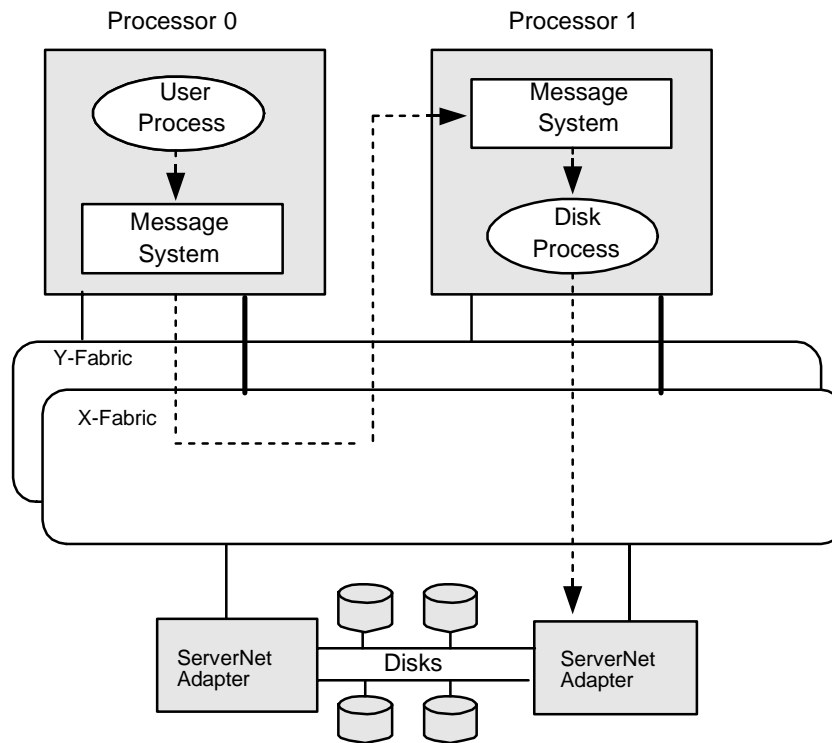 Processor 0
Processor 1
User
Process
Message
System
Message
System
Disk
Process
Y-Fabric
X-Fabric
ServerNet
Adapter
Disks
ServerNet
Adapter